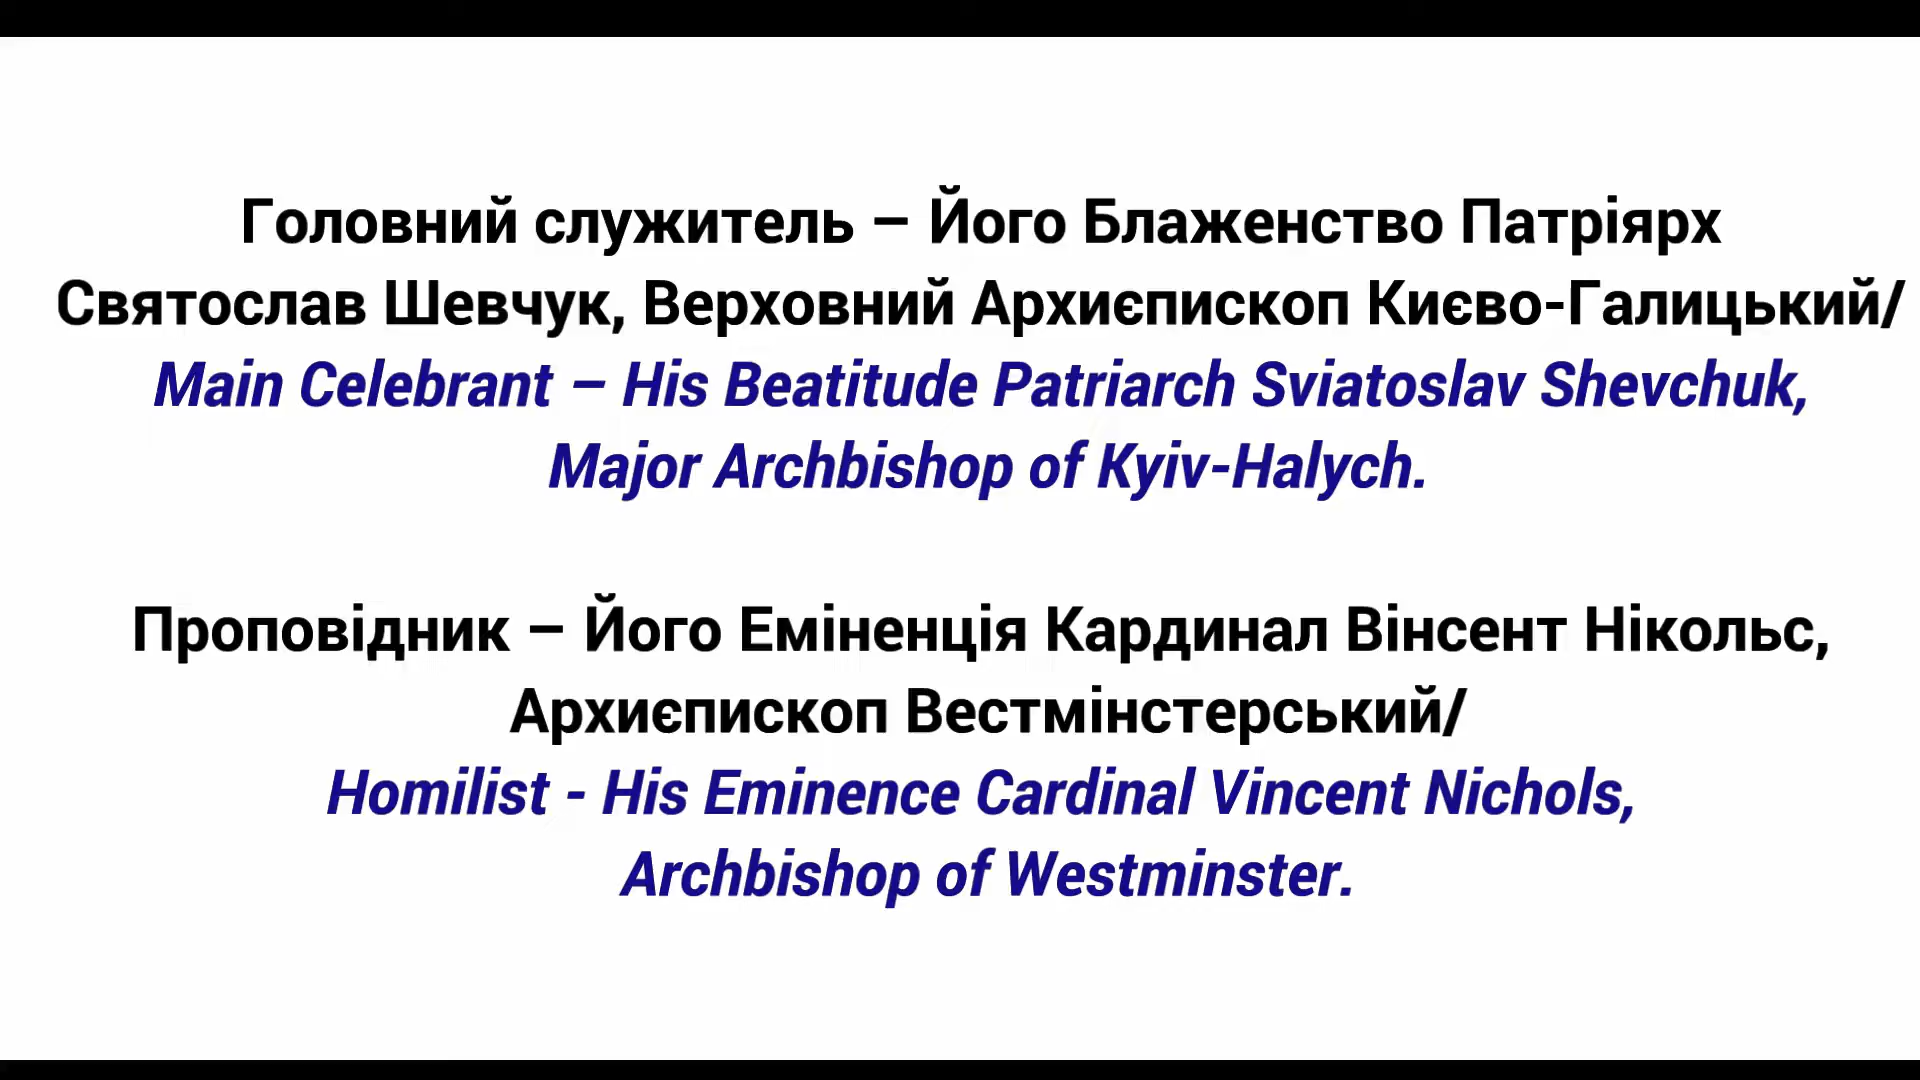 Головний служитель – Його Блаженство Патріярх
Святослав Шевчук, Верховний Архиєпископ Києво-Галицький/
Main Celebrant – His Beatitude Patriarch Sviatoslav Shevchuk,
Major Archbishop of Kyiv-Halych.
Проповідник – Його Еміненція Кардинал Вінсент Нікольс,
Архиєпископ Вестмінстерський/
Homilist - His Eminence Cardinal Vincent Nichols,
Archbishop of Westminster.